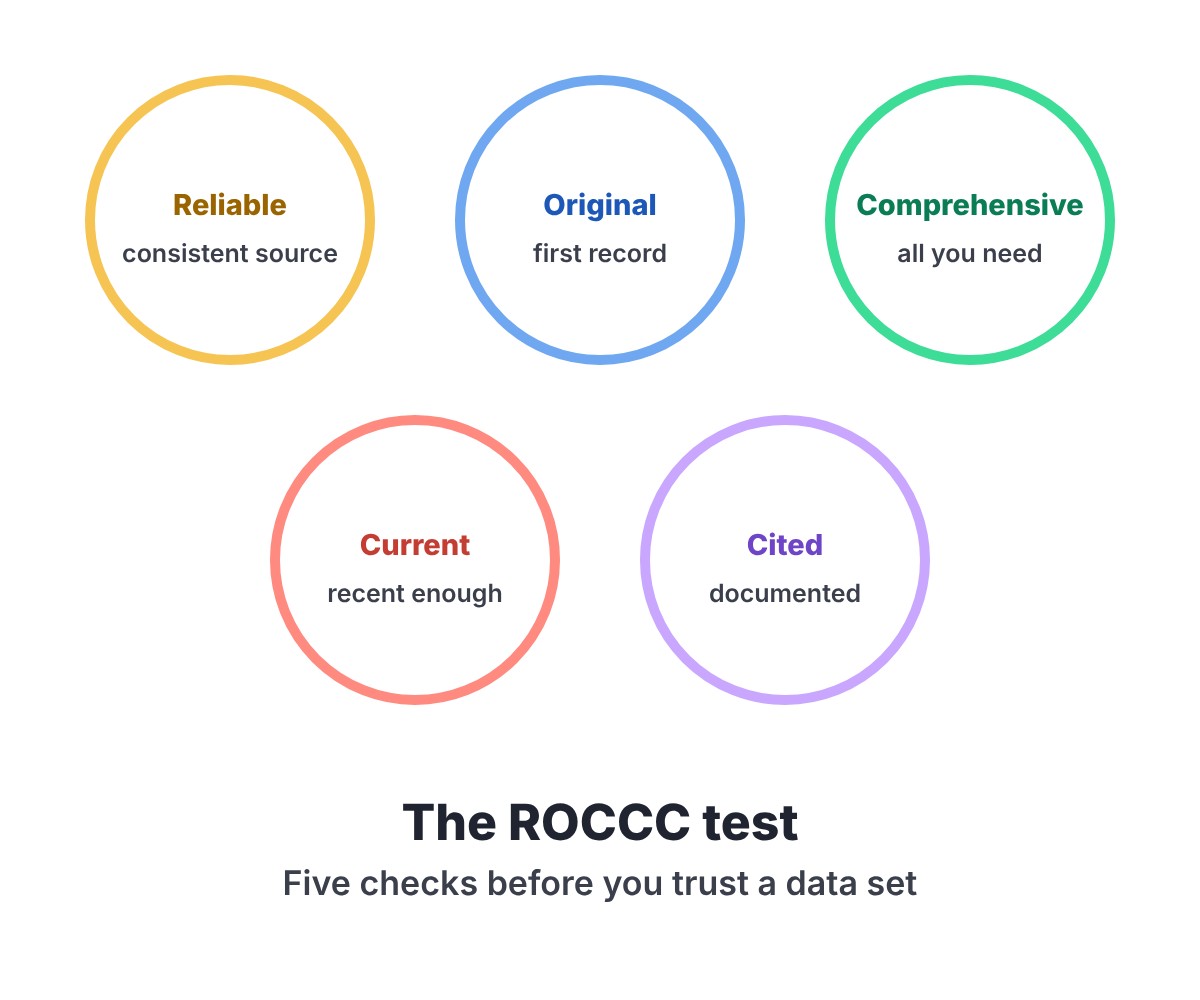 Reliable
consistent source
Original
first record
Comprehensive
all you need
Current
recent enough
Cited
documented
The ROCCC test
Five checks before you trust a data set